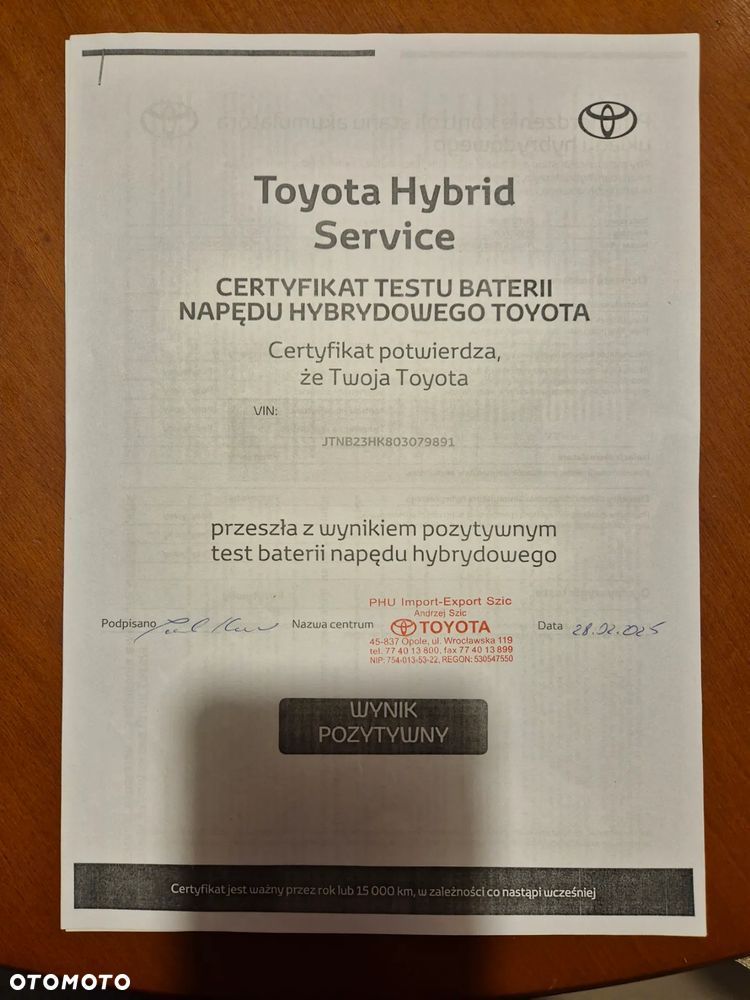 Toyota Hybrid
Service
CERTYFIKAT TESTU BATERII
NAPĘDU HYBRYDOWEGO TOYOTA
Certyfikat potwierdza,
że Twoja Toyota
VIN:
JTNB23HK803079891
przeszła z wynikiem pozytywnym
test baterii napędu hybrydowego
PHU Import-Export Szic
Andrzej Szic
Podpisano Nazwa centrum TOYOTA Data 28.02.2025
45-837 Opole, ul. Wrocławska 119
tel. 77 40 13 800, fax 77 40 13 899
NIP: 754-013-53-22, REGON: 530547550
WYNIK
POZYTYWNY
Certyfikat jest ważny przez rok lub 15 000 km, w zależności co nastąpi wcześniej
OTOMOTO